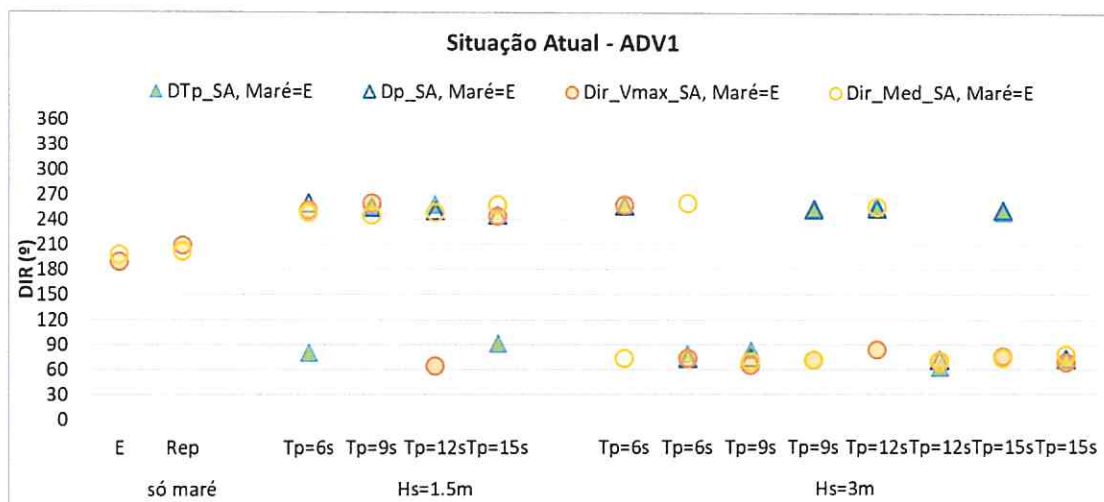 Situação Atual - ADV1
DTp_SA, Maré=E Dp_SA, Maré=E Dir_Vmax_SA, Maré=E Dir_Med_SA, Maré=E
360
330
300
270
240
210
180
150
120
90
60
30
0
DIR (º)
E Rep Tp=6s Tp=9s Tp=12s Tp=15s Tp=6s Tp=6s Tp=9s Tp=9s Tp=12s Tp=12s Tp=15s Tp=15s
só maré Hs=1.5m Hs=3m